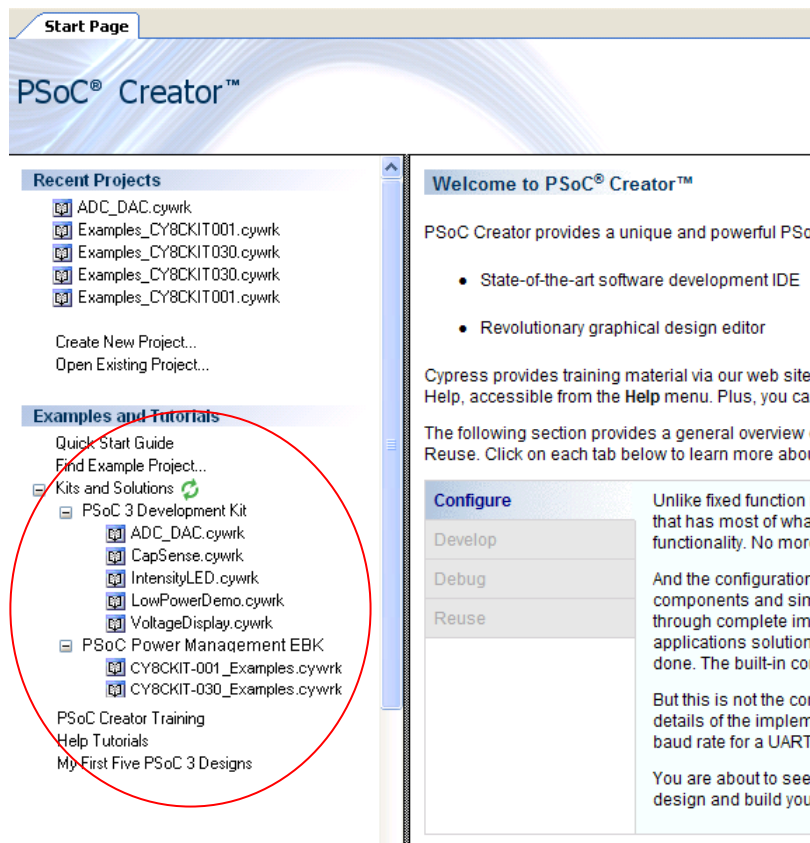 Start Page
PSoC® Creator™
Recent Projects
ADC_DAC.cywrk
Examples_CY8CKIT001.cywrk
Examples_CY8CKIT030.cywrk
Examples_CY8CKIT030.cywrk
Examples_CY8CKIT001.cywrk
Create New Project...
Open Existing Project...
Examples and Tutorials
Quick Start Guide
Find Example Project...
Kits and Solutions
PSoC 3 Development Kit
ADC_DAC.cywrk
CapSense.cywrk
IntensityLED.cywrk
LowPowerDemo.cywrk
VoltageDisplay.cywrk
PSoC Power Management EBK
CY8CKIT-001_Examples.cywrk
CY8CKIT-030_Examples.cywrk
PSoC Creator Training
Help Tutorials
My First Five PSoC 3 Designs
Welcome to PSoC® Creator™
PSoC Creator provides a unique and powerful PSo
• State-of-the-art software development IDE
• Revolutionary graphical design editor
Cypress provides training material via our web site
Help, accessible from the Help menu. Plus, you ca
The following section provides a general overview
Reuse. Click on each tab below to learn more abou
Configure
Develop
Debug
Reuse
Unlike fixed function
that has most of wha
functionality. No mor
And the configuration
components and sim
through complete im
applications solution
done. The built-in co
But this is not the co
details of the implem
baud rate for a UART
You are about to see
design and build you